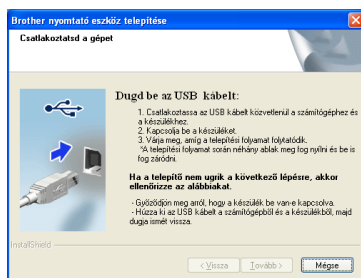 Brother nyomtató eszköz telepítése
Csatlakoztatsd a gépet
Dugd be az USB kábelt:
1. Csatlakoztassa az USB kábelt közvetlenül a számítógéphez és
a készülékhez.
2. Kapcsolja be a készüléket.
3. Várja meg, amíg a telepítési folyamat folytatódik.
*A telepítési folyamat során néhány ablak meg fog nyílni és be is
fog záródni.
Ha a telepítő nem ugrik a következő lépésre, akkor
ellenőrizze az alábbiakat.
- Győzödjön meg arról, hogy a készülék be van-e kapcsolva.
- Húzza ki az USB kábelt a számítógépből és a készülékből, majd
dugja ismét vissza.
InstallShield
< Vissza
Tovább >
Mégse